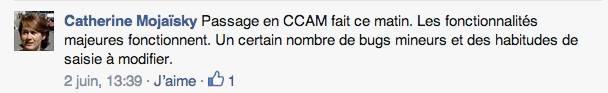 Catherine Mojaïsky Passage en CCAM fait ce matin. Les fonctionnalités
majeures fonctionnent. Un certain nombre de bugs mineurs et des habitudes de
saisie à modifier.
2 juin, 13:39 · J'aime · 1